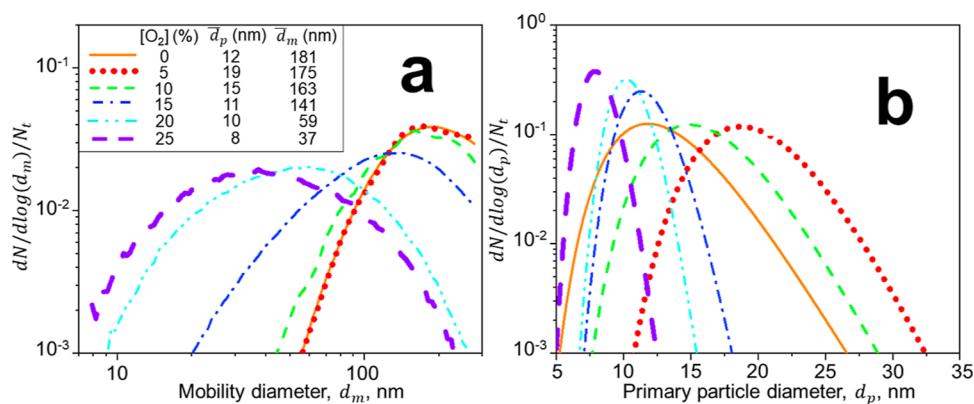 [O₂] (%) d̅ₚ (nm) d̅ₘ (nm)
0 12 181
5 19 175
10 15 163
15 11 141
20 10 59
25 8 37
a
dN/dlog(dₘ)/Nₜ
10⁻¹
10⁻²
10⁻³
10 100
Mobility diameter, dₘ, nm
b
dN/dlog(dₚ)/Nₜ
10⁰
10⁻¹
10⁻²
10⁻³
5 10 15 20 25 30 35
Primary particle diameter, dₚ, nm